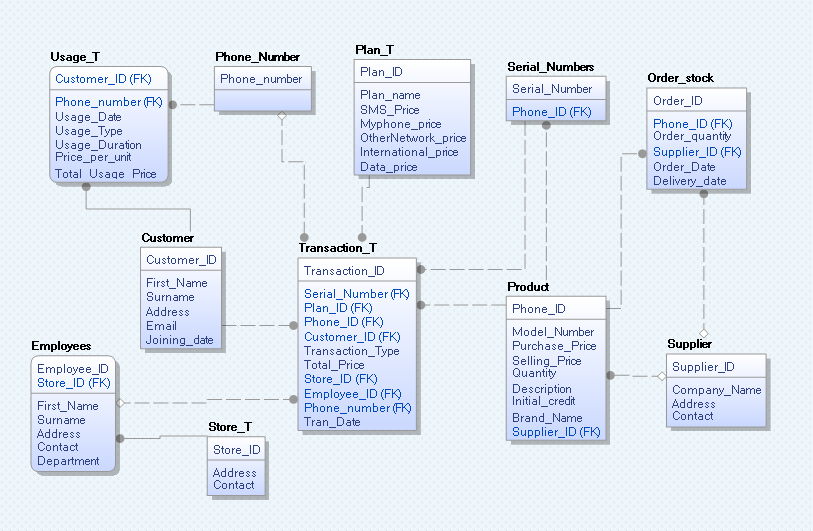 Usage_T
Customer_ID (FK)
Phone_number (FK)
Usage_Date
Usage_Type
Usage_Duration
Price_per_unit
Total_Usage_Price
Phone_Number
Phone_number
Plan_T
Plan_ID
Plan_name
SMS_Price
Myphone_price
OtherNetwork_price
International_price
Data_price
Serial_Numbers
Serial_Number
Phone_ID (FK)
Order_stock
Order_ID
Phone_ID (FK)
Order_quantity
Supplier_ID (FK)
Order_Date
Delivery_date
Customer
Customer_ID
First_Name
Surname
Address
Email
Joining_date
Transaction_T
Transaction_ID
Serial_Number (FK)
Plan_ID (FK)
Phone_ID (FK)
Customer_ID (FK)
Transaction_Type
Total_Price
Store_ID (FK)
Employee_ID (FK)
Phone_number (FK)
Tran_Date
Product
Phone_ID
Model_Number
Purchase_Price
Selling_Price
Quantity
Description
Initial_credit
Brand_Name
Supplier_ID (FK)
Supplier
Supplier_ID
Company_Name
Address
Contact
Employees
Employee_ID
Store_ID (FK)
First_Name
Surname
Address
Contact
Department
Store_T
Store_ID
Address
Contact